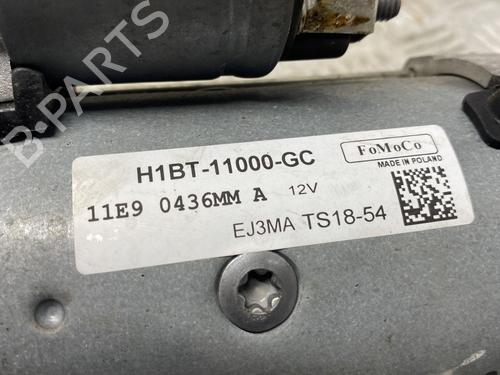 H1BT-11000-GC
FoMoCo
MADE IN POLAND
11E9 0436MM A 12V
EJ3MA TS18-54
B-PARTS